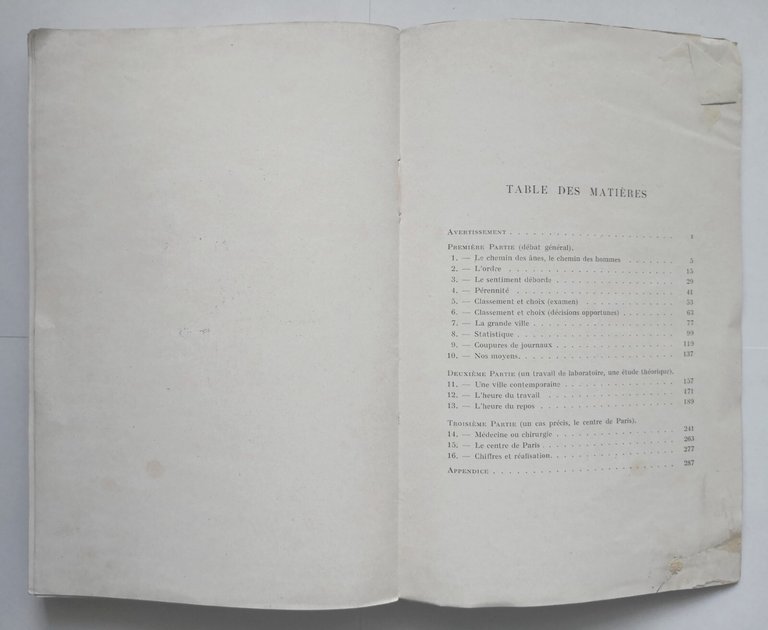 TABLE DES MATIÈRES
AVERTISSEMENT . . . . . . . . . . . . . . . . . . . . . 1
PREMIÈRE PARTIE (débat général).
1. — Le chemin des ânes, le chemin des hommes . . . . . . 5
2. — L'ordre . . . . . . . . . . . . . . . . . . . . . 15
3. — Le sentiment déborde . . . . . . . . . . . . . . . 29
4. — Pérennité . . . . . . . . . . . . . . . . . . . . 41
5. — Classement et choix (examen) . . . . . . . . . . . 53
6. — Classement et choix (décisions opportunes) . . . . . . 63
7. — La grande ville . . . . . . . . . . . . . . . . . . 77
8. — Statistique . . . . . . . . . . . . . . . . . . . . 99
9. — Coupures de journaux . . . . . . . . . . . . . . . 119
10. — Nos moyens. . . . . . . . . . . . . . . . . . . . 137
DEUXIÈME PARTIE (un travail de laboratoire, une étude théorique).
11. — Une ville contemporaine . . . . . . . . . . . . . . 157
12. — L'heure du travail . . . . . . . . . . . . . . . . 171
13. — L'heure du repos . . . . . . . . . . . . . . . . . 189
TROISIÈME PARTIE (un cas précis, le centre de Paris).
14. — Médecine ou chirurgie . . . . . . . . . . . . . . . 241
15. — Le centre de Paris . . . . . . . . . . . . . . . . 263
16. — Chiffres et réalisation. . . . . . . . . . . . . . . 277
APPENDICE . . . . . . . . . . . . . . . . . . . . . . . 287